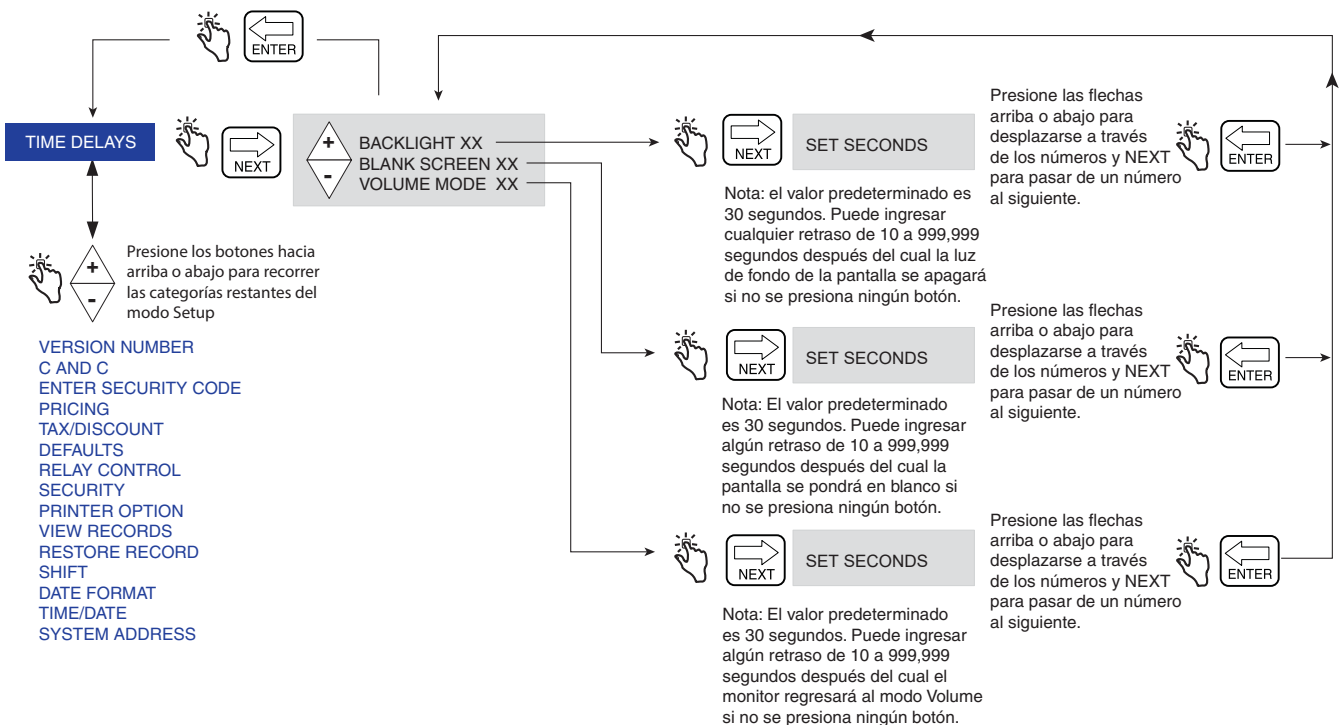 ENTER
TIME DELAYS
NEXT
+
-
BACKLIGHT XX
BLANK SCREEN XX
VOLUME MODE XX
+
-
Presione los botones hacia
arriba o abajo para recorrer
las categorías restantes del
modo Setup
VERSION NUMBER
C AND C
ENTER SECURITY CODE
PRICING
TAX/DISCOUNT
DEFAULTS
RELAY CONTROL
SECURITY
PRINTER OPTION
VIEW RECORDS
RESTORE RECORD
SHIFT
DATE FORMAT
TIME/DATE
SYSTEM ADDRESS
NEXT
SET SECONDS
Presione las flechas
arriba o abajo para
desplazarse a través
de los números y NEXT
para pasar de un número
al siguiente.
ENTER
Nota: el valor predeterminado es
30 segundos. Puede ingresar
cualquier retraso de 10 a 999,999
segundos después del cual la luz
de fondo de la pantalla se apagará
si no se presiona ningún botón.
NEXT
SET SECONDS
Presione las flechas
arriba o abajo para
desplazarse a través
de los números y NEXT
para pasar de un número
al siguiente.
ENTER
Nota: El valor predeterminado
es 30 segundos. Puede ingresar
algún retraso de 10 a 999,999
segundos después del cual la
pantalla se pondrá en blanco si
no se presiona ningún botón.
NEXT
SET SECONDS
Presione las flechas
arriba o abajo para
desplazarse a través
de los números y NEXT
para pasar de un número
al siguiente.
ENTER
Nota: El valor predeterminado
es 30 segundos. Puede ingresar
algún retraso de 10 a 999,999
segundos después del cual el
monitor regresará al modo Volume
si no se presiona ningún botón.